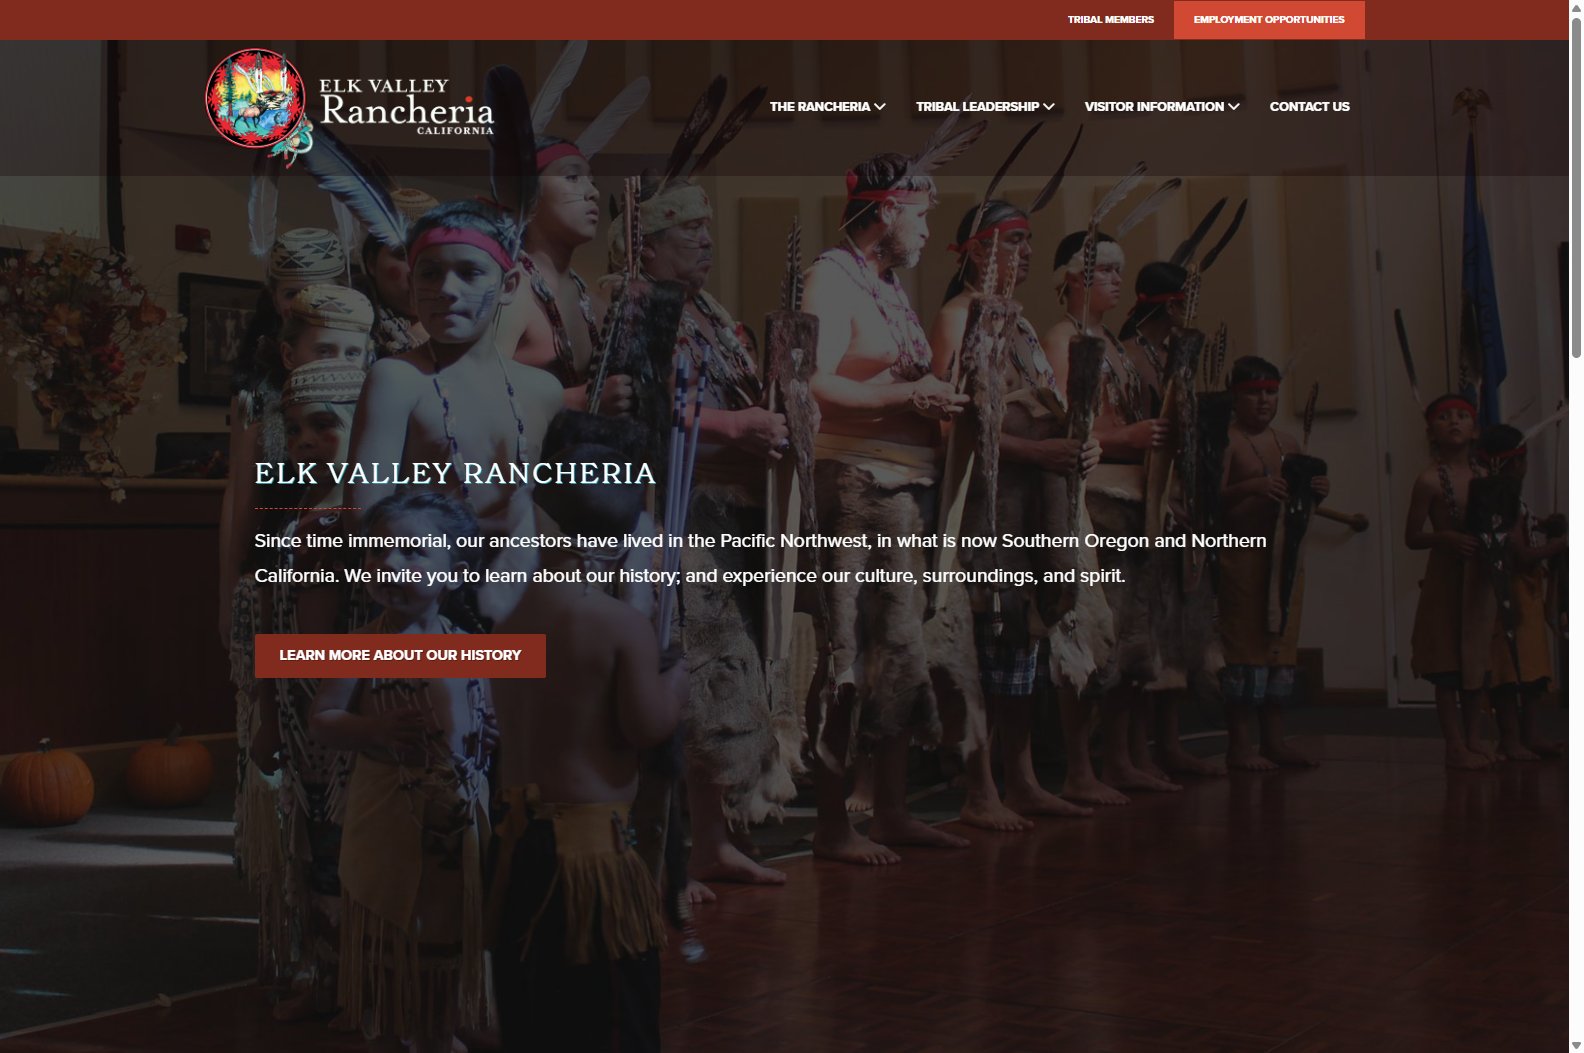 TRIBAL MEMBERS
EMPLOYMENT OPPORTUNITIES
ELK VALLEY
Rancheria
CALIFORNIA
THE RANCHERIA
TRIBAL LEADERSHIP
VISITOR INFORMATION
CONTACT US
ELK VALLEY RANCHERIA
Since time immemorial, our ancestors have lived in the Pacific Northwest, in what is now Southern Oregon and Northern
California. We invite you to learn about our history; and experience our culture, surroundings, and spirit.
LEARN MORE ABOUT OUR HISTORY